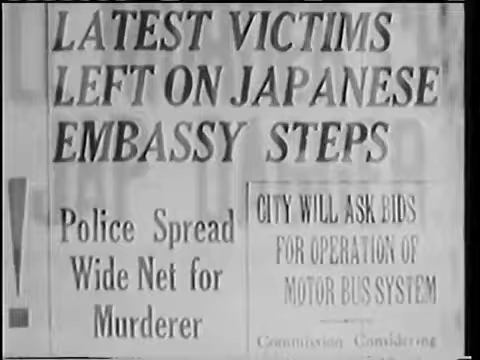 LATEST VICTIMS
LEFT ON JAPANESE
EMBASSY STEPS
!
Police Spread
Wide Net for
Murderer
CITY WILL ASK BIDS
FOR OPERATION OF
MOTOR BUS SYSTEM
Commission Considering